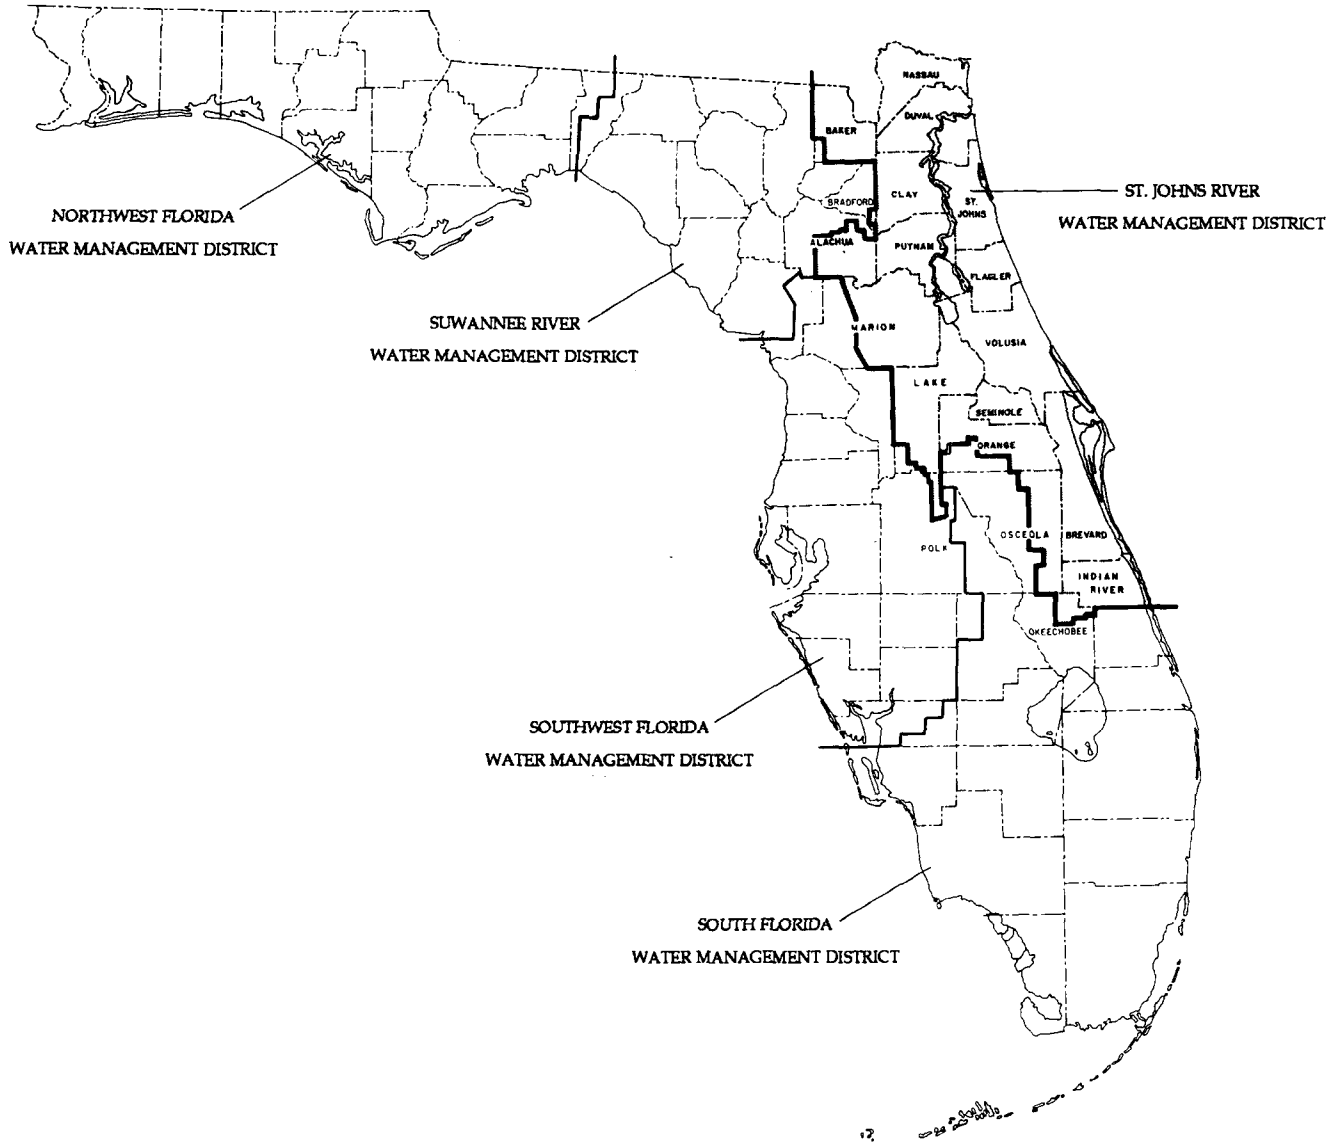 NASSAU
DUVAL
BAKER
CLAY
BRADFORD
ST.
JOHNS
ST. JOHNS RIVER
WATER MANAGEMENT DISTRICT
NORTHWEST FLORIDA
WATER MANAGEMENT DISTRICT
ALACHUA
PUTNAM
FLAGLER
SUWANNEE RIVER
WATER MANAGEMENT DISTRICT
MARION
VOLUSIA
LAKE
SEMINOLE
ORANGE
OSCEOLA
BREVARD
POLK
INDIAN
RIVER
OKEECHOBEE
SOUTHWEST FLORIDA
WATER MANAGEMENT DISTRICT
SOUTH FLORIDA
WATER MANAGEMENT DISTRICT